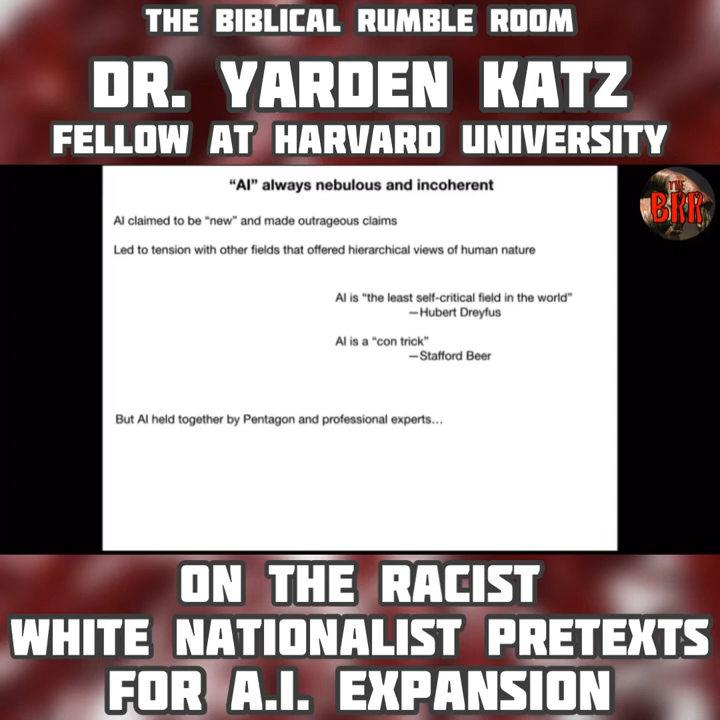 THE BIBLICAL RUMBLE ROOM
DR. YARDEN KATZ
FELLOW AT HARVARD UNIVERSITY
“AI” always nebulous and incoherent
THE
BRR
AI claimed to be “new” and made outrageous claims
Led to tension with other fields that offered hierarchical views of human nature
AI is “the least self-critical field in the world”
—Hubert Dreyfus
AI is a “con trick”
—Stafford Beer
But AI held together by Pentagon and professional experts…
ON THE RACIST
WHITE NATIONALIST PRETEXTS
FOR A.I. EXPANSION